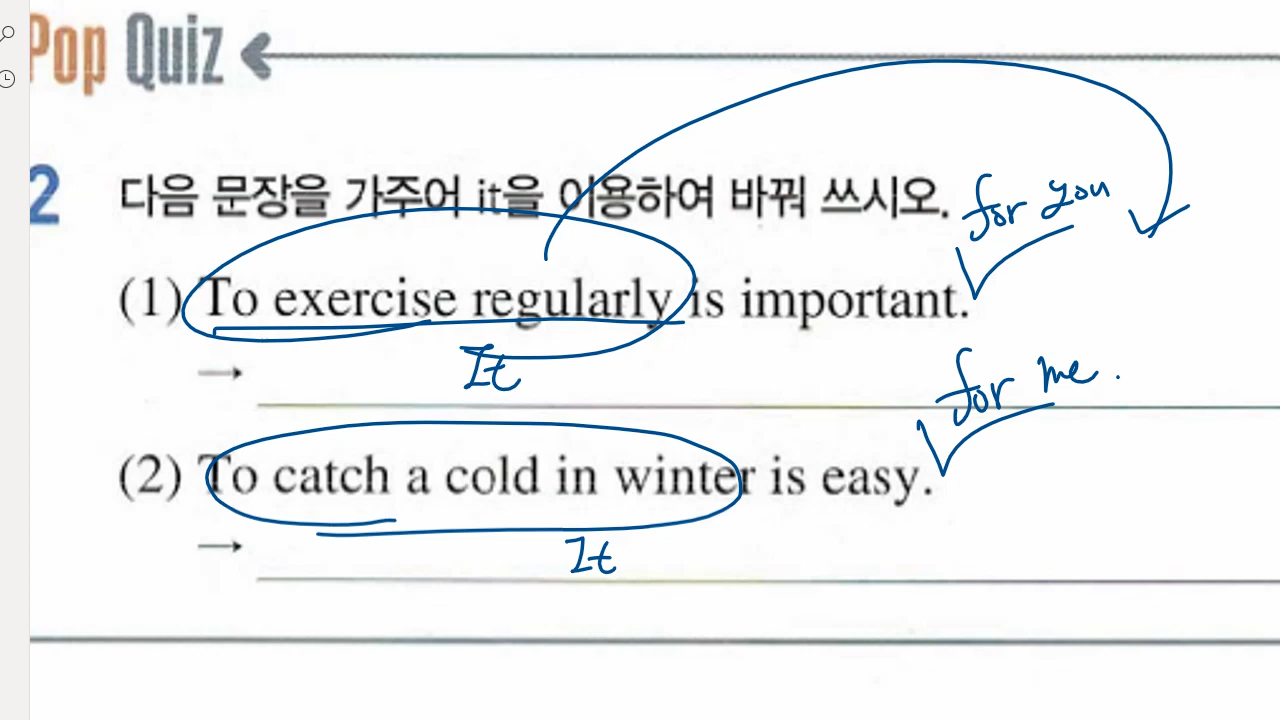 Pop Quiz
2 다음 문장을 가주어 it을 이용하여 바꿔 쓰시오.
for you
(1) To exercise regularly is important.
→ It
for me.
(2) To catch a cold in winter is easy.
→ It